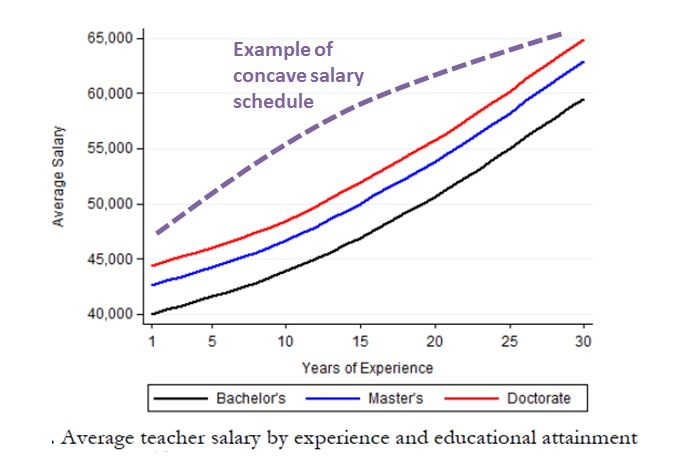 65,000
60,000
55,000
50,000
45,000
40,000
Average Salary
Example of
concave salary
schedule
1 5 10 15 20 25 30
Years of Experience
Bachelor's Master's Doctorate
. Average teacher salary by experience and educational attainment